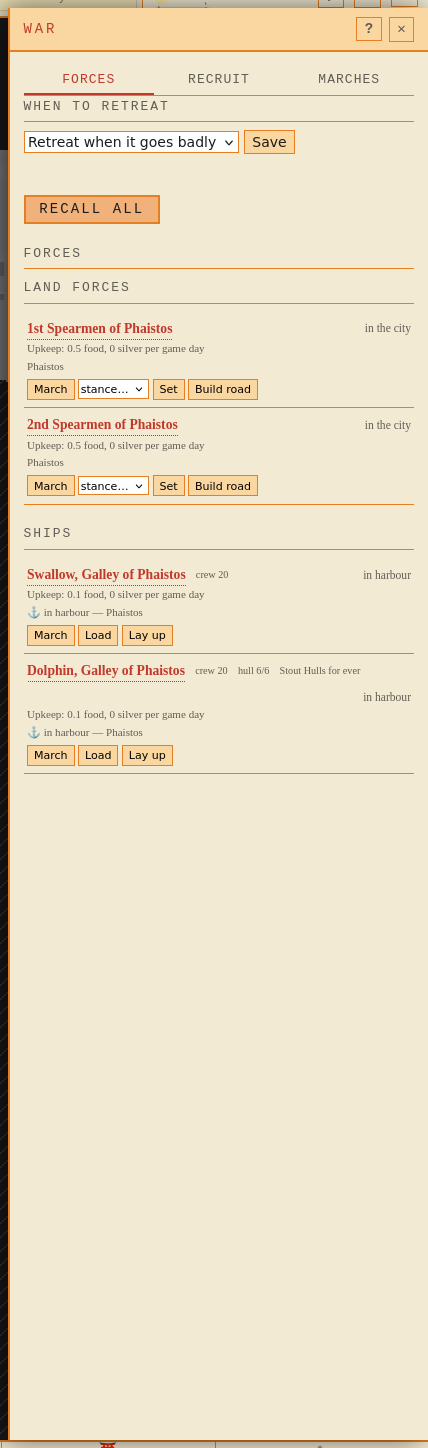 WAR
?
×
FORCES RECRUIT MARCHES
WHEN TO RETREAT
Retreat when it goes badly Save
RECALL ALL
FORCES
LAND FORCES
1st Spearmen of Phaistos in the city
Upkeep: 0.5 food, 0 silver per game day
Phaistos
March stance... Set Build road
2nd Spearmen of Phaistos in the city
Upkeep: 0.5 food, 0 silver per game day
Phaistos
March stance... Set Build road
SHIPS
Swallow, Galley of Phaistos crew 20 in harbour
Upkeep: 0.1 food, 0 silver per game day
⚓ in harbour — Phaistos
March Load Lay up
Dolphin, Galley of Phaistos crew 20 hull 6/6 Stout Hulls for ever
in harbour
Upkeep: 0.1 food, 0 silver per game day
⚓ in harbour — Phaistos
March Load Lay up